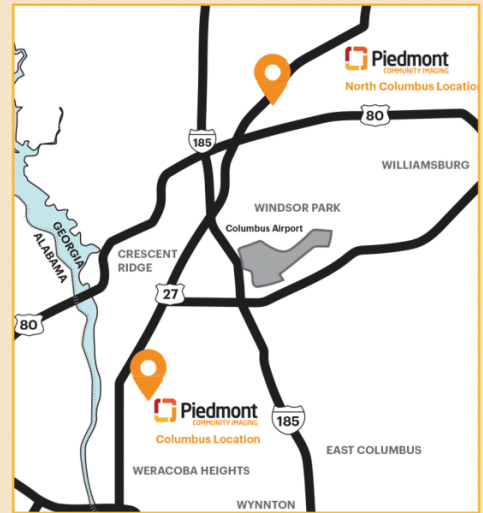 Piedmont
COMMUNITY IMAGING
North Columbus Location
80
185
WILLIAMSBURG
WINDSOR PARK
Columbus Airport
GEORGIA
ALABAMA
CRESCENT
RIDGE
27
80
Piedmont
COMMUNITY IMAGING
Columbus Location
185
EAST COLUMBUS
WERACOBA HEIGHTS
WYNNTON